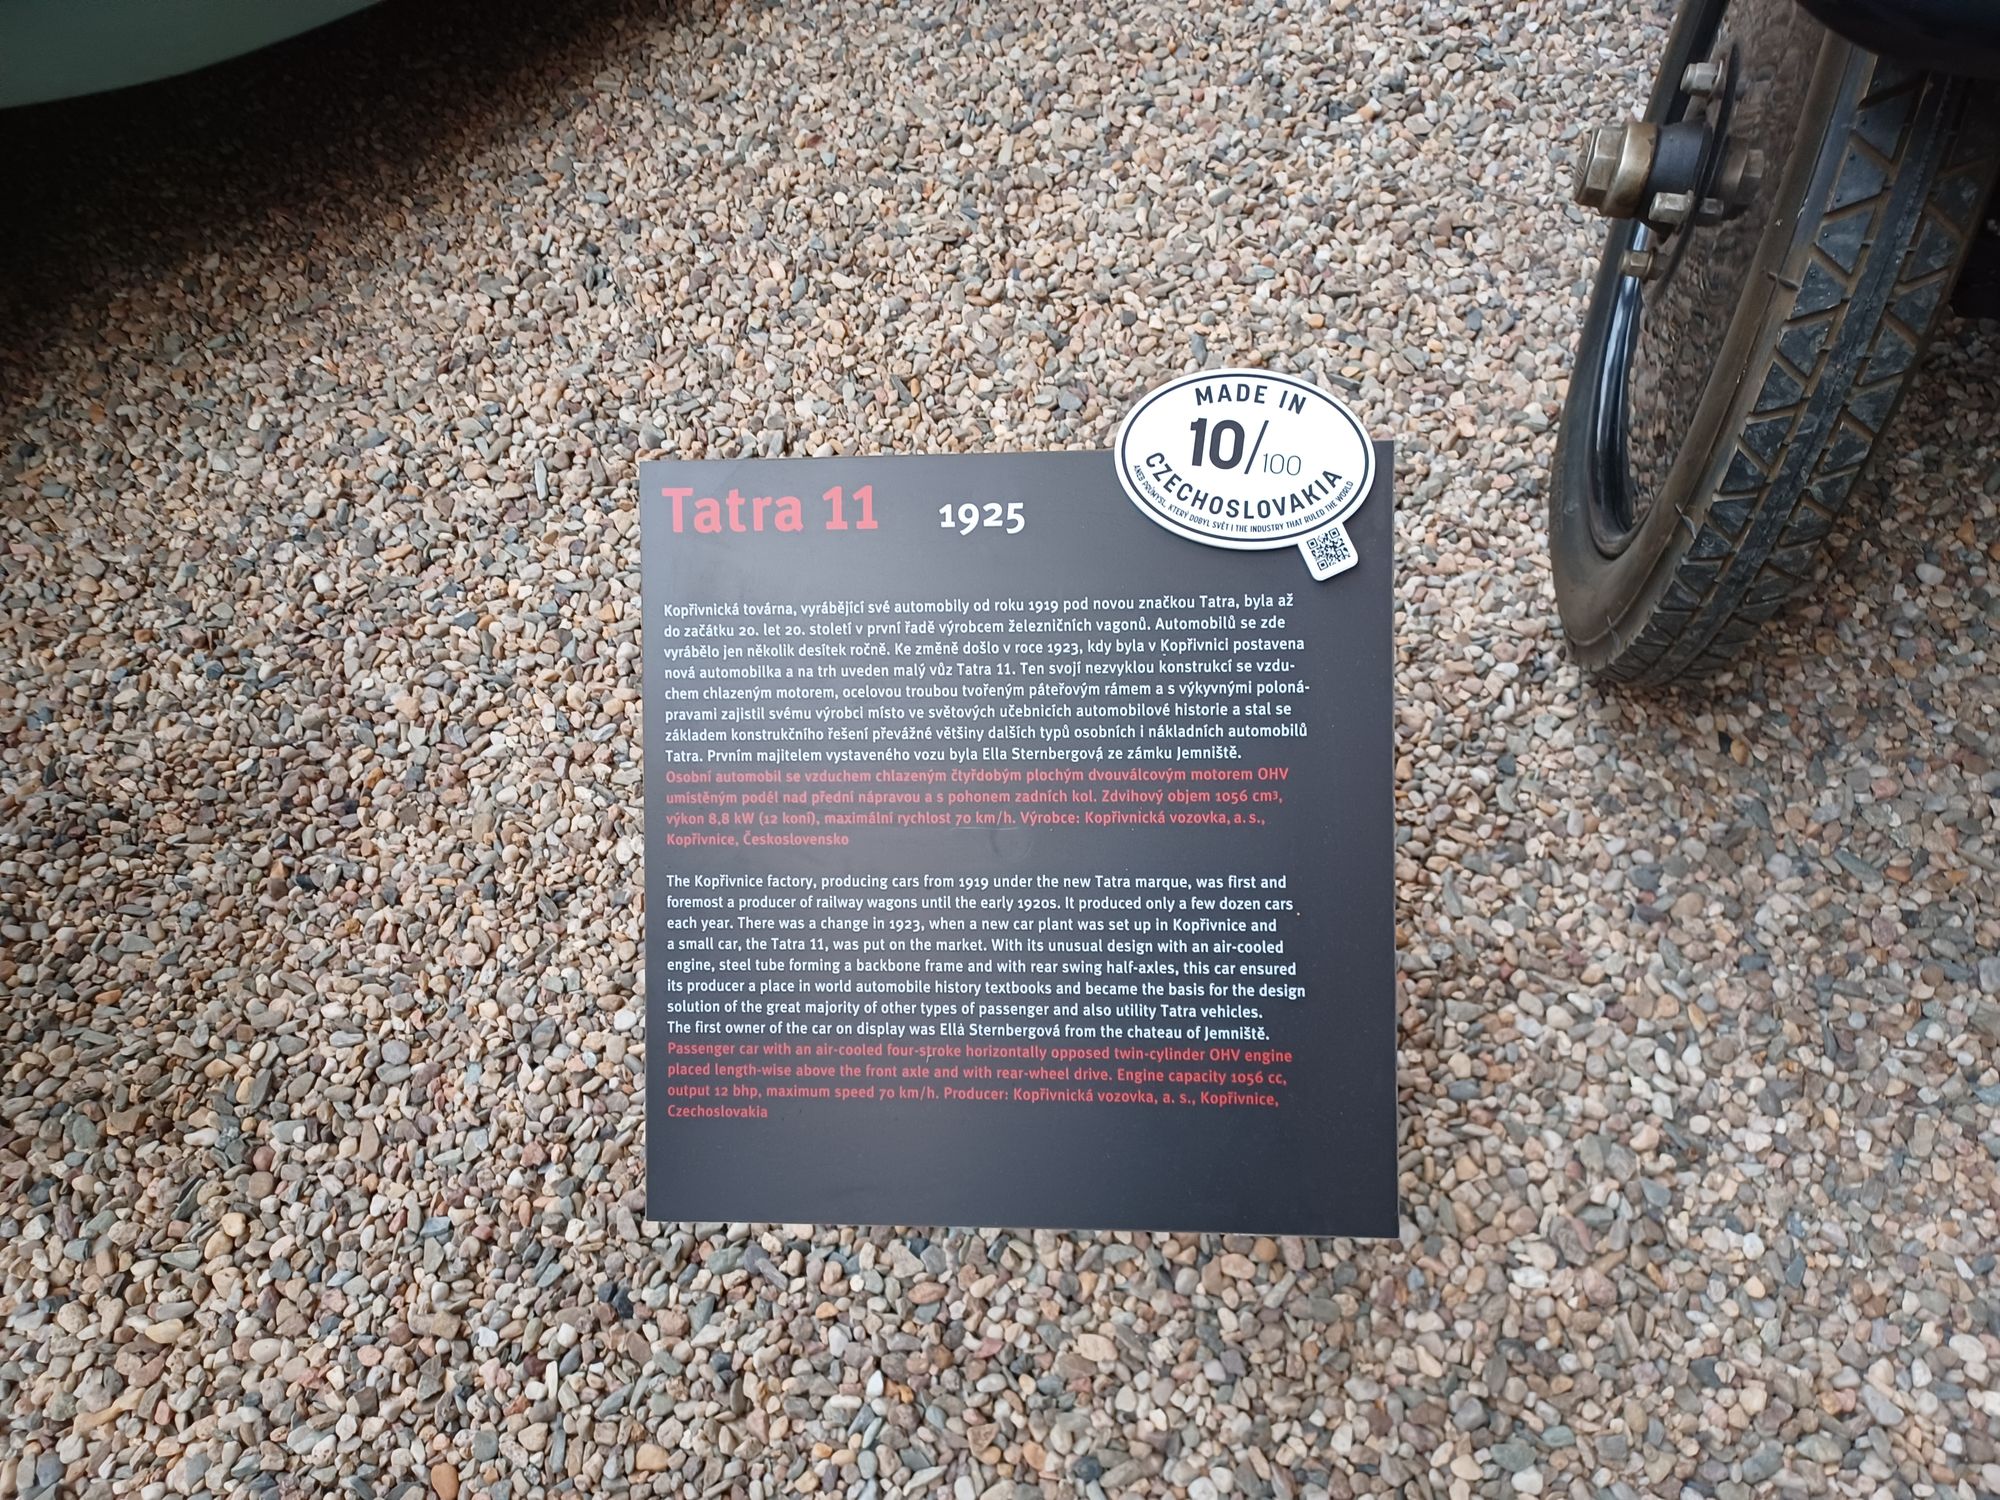 MADE IN
10/100
CZECHOSLOVAKIA
ANEB PRŮMYSL, KTERÝ DOBYL SVĚT | THE INDUSTRY THAT RULED THE WORLD
Tatra 11 1925
Kopřivnická továrna, vyrábějící své automobily od roku 1919 pod novou značkou Tatra, byla až
do začátku 20. let 20. století v první řadě výrobcem železničních vagonů. Automobilů se zde
vyrábělo jen několik desítek ročně. Ke změně došlo v roce 1923, kdy byla v Kopřivnici postavena
nová automobilka a na trh uveden malý vůz Tatra 11. Ten svojí nezvyklou konstrukcí se vzdu-
chem chlazeným motorem, ocelovou troubou tvořeným páteřovým rámem a s výkyvnými poloná-
pravami zajistil svému výrobci místo ve světových učebnicích automobilové historie a stal se
základem konstrukčního řešení převážné většiny dalších typů osobních i nákladních automobilů
Tatra. Prvním majitelem vystaveného vozu byla Ella Sternbergová ze zámku Jemniště.
Osobní automobil se vzduchem chlazeným čtyřdobým plochým dvouválcovým motorem OHV
umístěným podél nad přední nápravou a s pohonem zadních kol. Zdvihový objem 1056 cm³,
výkon 8,8 kW (12 koní), maximální rychlost 70 km/h. Výrobce: Kopřivnická vozovka, a. s.,
Kopřivnice, Československo
The Kopřivnice factory, producing cars from 1919 under the new Tatra marque, was first and
foremost a producer of railway wagons until the early 1920s. It produced only a few dozen cars
each year. There was a change in 1923, when a new car plant was set up in Kopřivnice and
a small car, the Tatra 11, was put on the market. With its unusual design with an air-cooled
engine, steel tube forming a backbone frame and with rear swing half-axles, this car ensured
its producer a place in world automobile history textbooks and became the basis for the design
solution of the great majority of other types of passenger and also utility Tatra vehicles.
The first owner of the car on display was Ella Sternbergová from the chateau of Jemniště.
Passenger car with an air-cooled four-stroke horizontally opposed twin-cylinder OHV engine
placed length-wise above the front axle and with rear-wheel drive. Engine capacity 1056 cc,
output 12 bhp, maximum speed 70 km/h. Producer: Kopřivnická vozovka, a. s., Kopřivnice,
Czechoslovakia